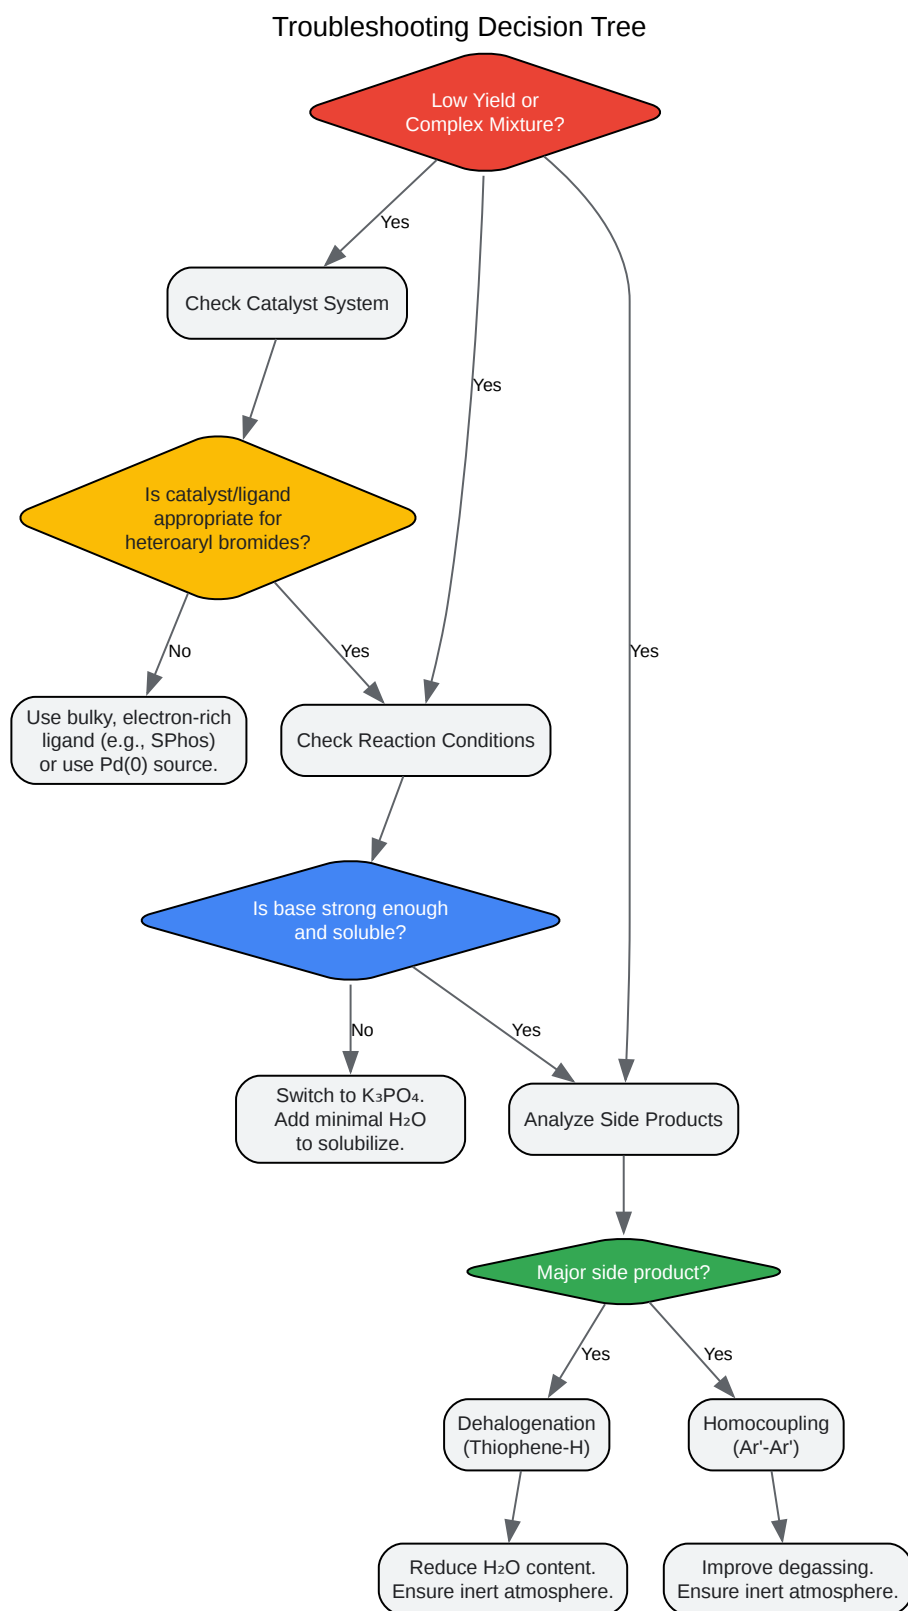 Troubleshooting Decision Tree
Low Yield or
Complex Mixture?
Yes
Check Catalyst System
Yes
Is catalyst/ligand
appropriate for
heteroaryl bromides?
No
Yes
Yes
Use bulky, electron-rich
ligand (e.g., SPhos)
or use Pd(0) source.
Check Reaction Conditions
Is base strong enough
and soluble?
No
Yes
Switch to K₃PO₄.
Add minimal H₂O
to solubilize.
Analyze Side Products
Major side product?
Yes
Yes
Dehalogenation
(Thiophene-H)
Homocoupling
(Ar'-Ar')
Reduce H₂O content.
Ensure inert atmosphere.
Improve degassing.
Ensure inert atmosphere.